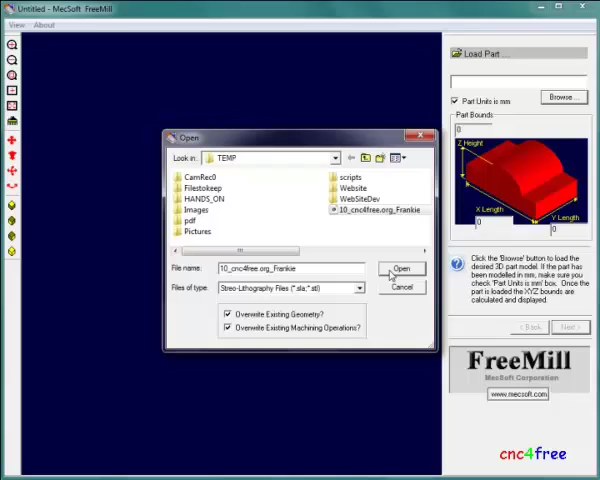 Untitled - MecSoft FreeMill
View About
Load Part ...
Part Units is mm
Browse ...
Part Bounds
0
Z Height
X Length
Y Length
0
0
Open
Look in:
TEMP
CamRec0
Filestokeep
HANDS_ON
Images
pdf
Pictures
scripts
Website
WebSiteDev
10_cnc4free.org_Frankie
File name:
10_cnc4free.org_Frankie
Open
Files of type:
Streo-Lithography Files (*.sla;*.stl)
Cancel
Overwrite Existing Geometry?
Overwrite Existing Machining Operations?
Click the 'Browse' button to load the
desired 3D part model. If the part has
been modelled in mm, make sure you
check 'Part Units is mm' box. Once the
part is loaded the XYZ bounds are
calculated and displayed.
< Back
Next >
FreeMill
MecSoft Corporation
www.mecsoft.com
cnc4free